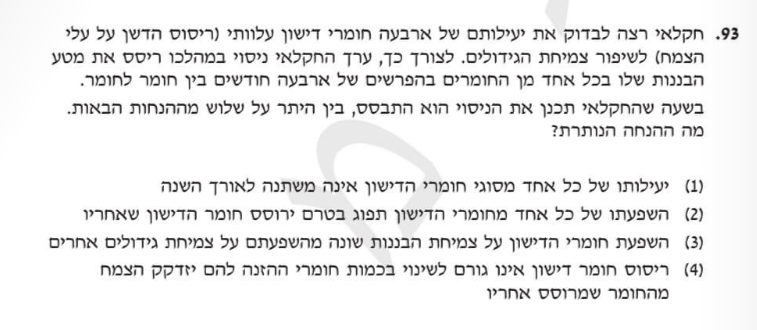 93. חקלאי רצה לבדוק את יעילותם של ארבעה חומרי דישון עלוותי (ריסוס הדשן על עלי
הצמח) לשיפור צמיחת הגידולים. לצורך כך, ערך החקלאי ניסוי במהלכו ריסס את מטע
הבננות שלו בכל אחד מן החומרים בהפרשים של ארבעה חודשים בין חומר לחומר.
בשעה שהחקלאי תכנן את הניסוי הוא התבסס, בין היתר על שלוש מההנחות הבאות.
מה ההנחה הנותרת?
(1) יעילותו של כל אחד מסוגי חומרי הדישון אינה משתנה לאורך השנה
(2) השפעתו של כל אחד מחומרי הדישון תפוג בטרם ירוסס חומר הדישון שאחריו
(3) השפעת חומרי הדישון על צמיחת הבננות שונה מהשפעתם על צמיחת גידולים אחרים
(4) ריסוס חומר דישון אינו גורם לשינוי בכמות חומרי ההזנה להם יזדקק הצמח
מהחומר שמרוסס אחריו